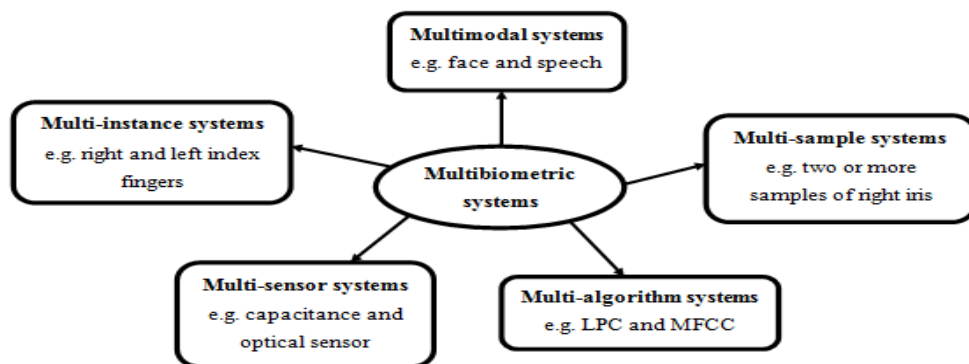 Multimodal systems
e.g. face and speech
Multi-instance systems
e.g. right and left index
fingers
Multi-sample systems
e.g. two or more
samples of right iris
Multibiometric
systems
Multi-sensor systems
e.g. capacitance and
optical sensor
Multi-algorithm systems
e.g. LPC and MFCC